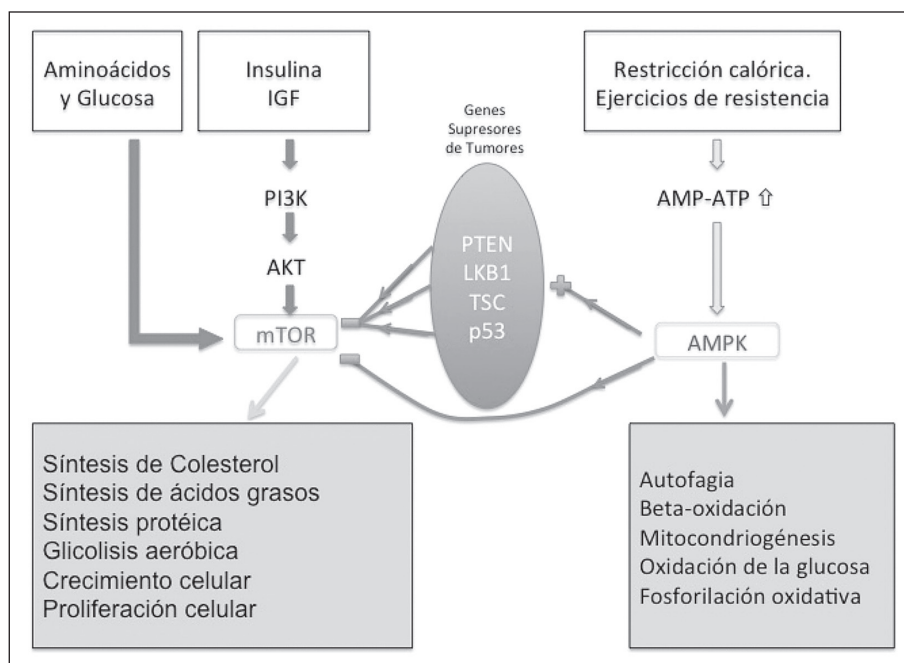 Aminoácidos
y Glucosa
Insulina
IGF
Restricción calórica.
Ejercicios de resistencia
Genes
Supresores
de Tumores
PI3K
AMP-ATP ⇧
AKT
PTEN
LKB1
TSC
p53
mTOR
AMPK
Síntesis de Colesterol
Síntesis de ácidos grasos
Síntesis protéica
Glicolisis aeróbica
Crecimiento celular
Proliferación celular
Autofagia
Beta-oxidación
Mitocondriogénesis
Oxidación de la glucosa
Fosforilación oxidativa